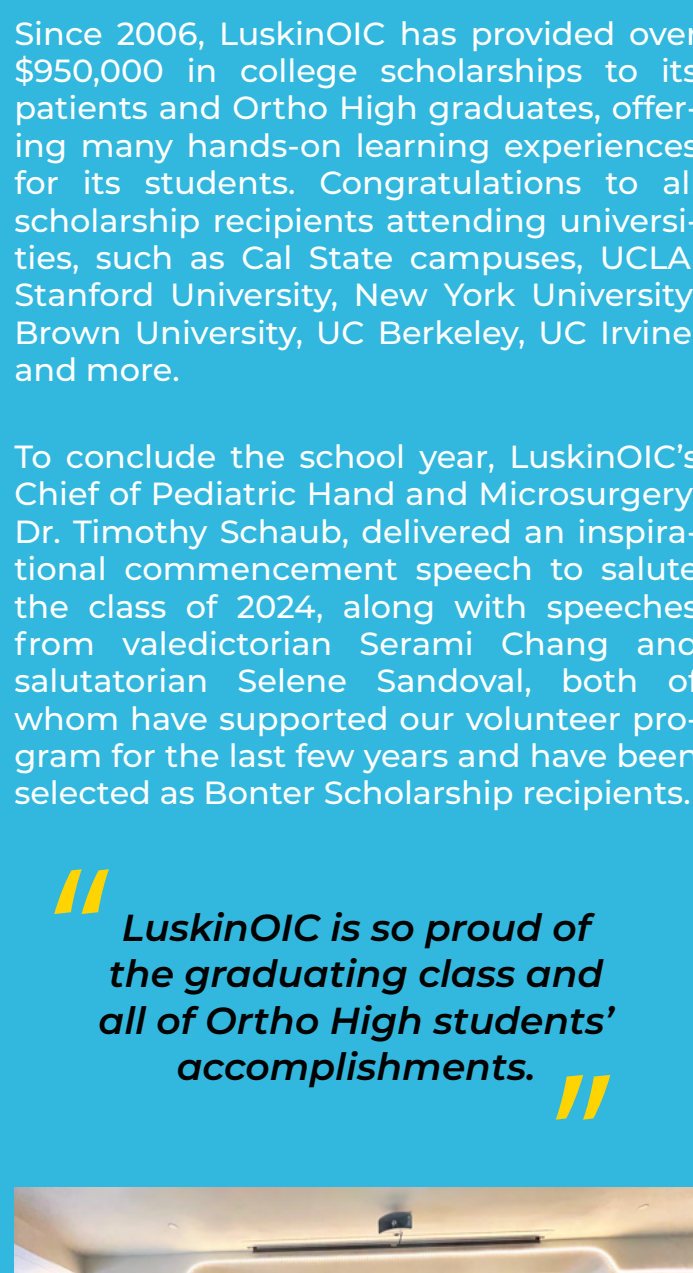 Since 2006, LuskinOIC has provided over
$950,000 in college scholarships to its
patients and Ortho High graduates, offer-
ing many hands-on learning experiences
for its students. Congratulations to al
scholarship recipients attending universi-
ties, such as Cal State campuses, UCLA
Stanford University, New York University
Brown University, UC Berkeley, UC Irvine
and more.
To conclude the school year, LuskinOIC’s
Chief of Pediatric Hand and Microsurgery
Dr. Timothy Schaub, delivered an inspira-
tional commencement speech to salute
the class of 2024, along with speeches
from valedictorian Serami Chang and
salutatorian Selene Sandoval, both of
whom have supported our volunteer pro-
gram for the last few years and have been
selected as Bonter Scholarship recipients.
“
LuskinOIC is so proud of
the graduating class and
all of Ortho High students’
accomplishments.
”